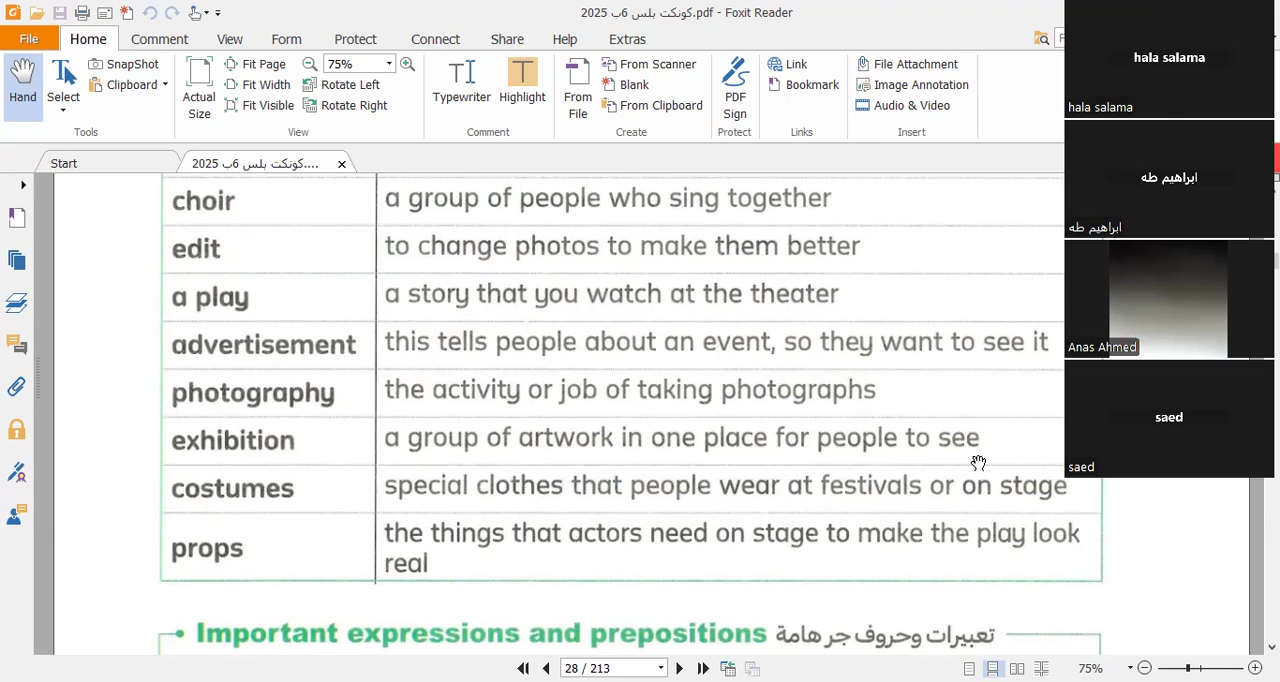 كونكت بلس 6ب 2025.pdf - Foxit Reader
File Home Comment View Form Protect Connect Share Help Extras
Hand
Select
SnapShot
Clipboard
Tools
Actual Size
Fit Page
Fit Width
Fit Visible
75%
Rotate Left
Rotate Right
View
Typewriter
Highlight
Comment
From File
From Scanner
Blank
From Clipboard
Create
PDF Sign
Protect
Link
Bookmark
Links
File Attachment
Image Annotation
Audio & Video
Insert
Start
كونكت بلس 6ب 2025....
choir a group of people who sing together
edit to change photos to make them better
a play a story that you watch at the theater
advertisement this tells people about an event, so they want to see it
photography the activity or job of taking photographs
exhibition a group of artwork in one place for people to see
costumes special clothes that people wear at festivals or on stage
props the things that actors need on stage to make the play look
real
Important expressions and prepositions تعبيرات وحروف جر هامة
28 / 213
75%
hala salama
hala salama
ابراهيم طه
ابراهيم طه
Anas Ahmed
saed
saed